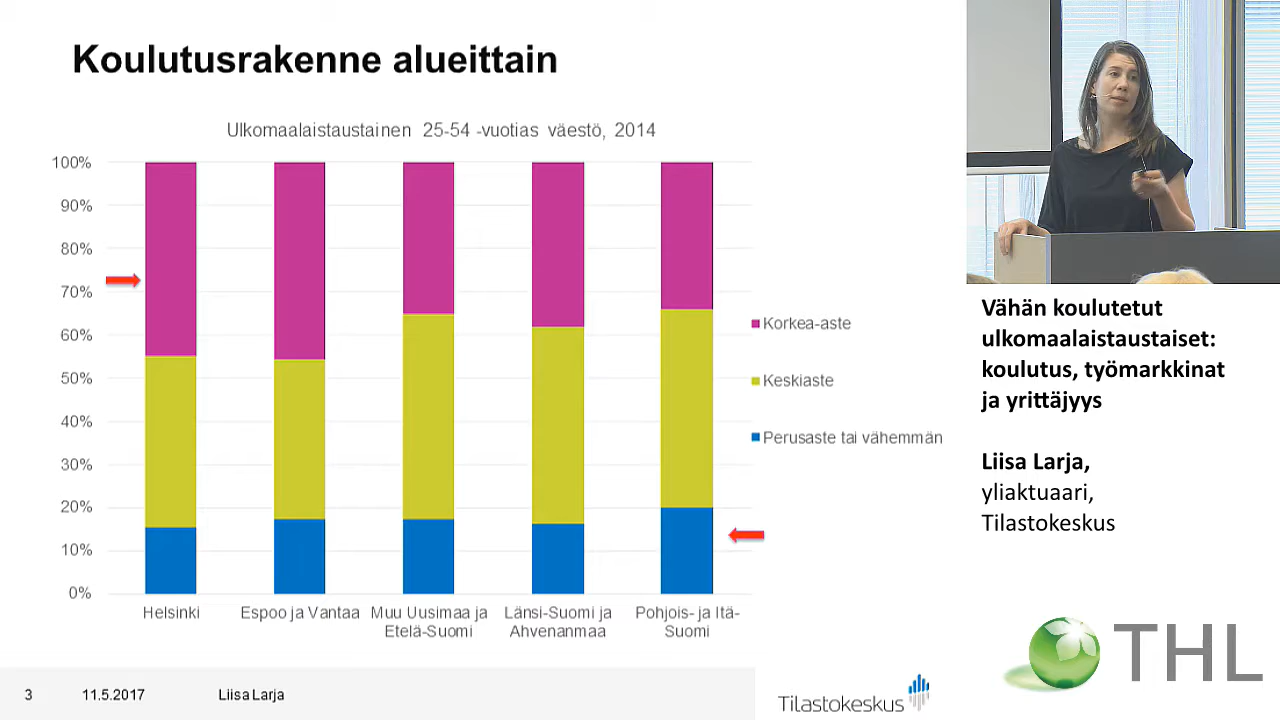 Koulutusrakenne alueittain
Ulkomaalaistaustainen 25-54 -vuotias väestö, 2014
100%
90%
80%
70%
60%
50%
40%
30%
20%
10%
0%
Helsinki
Espoo ja Vantaa
Muu Uusimaa ja
Etelä-Suomi
Länsi-Suomi ja
Ahvenanmaa
Pohjois- ja Itä-
Suomi
Korkea-aste
Keskiaste
Perusaste tai vähemmän
3 11.5.2017 Liisa Larja
Tilastokeskus
Vähän koulutetut
ulkomaalaistaustaiset:
koulutus, työmarkkinat
ja yrittäjyys
Liisa Larja,
yliaktuaari,
Tilastokeskus
THL